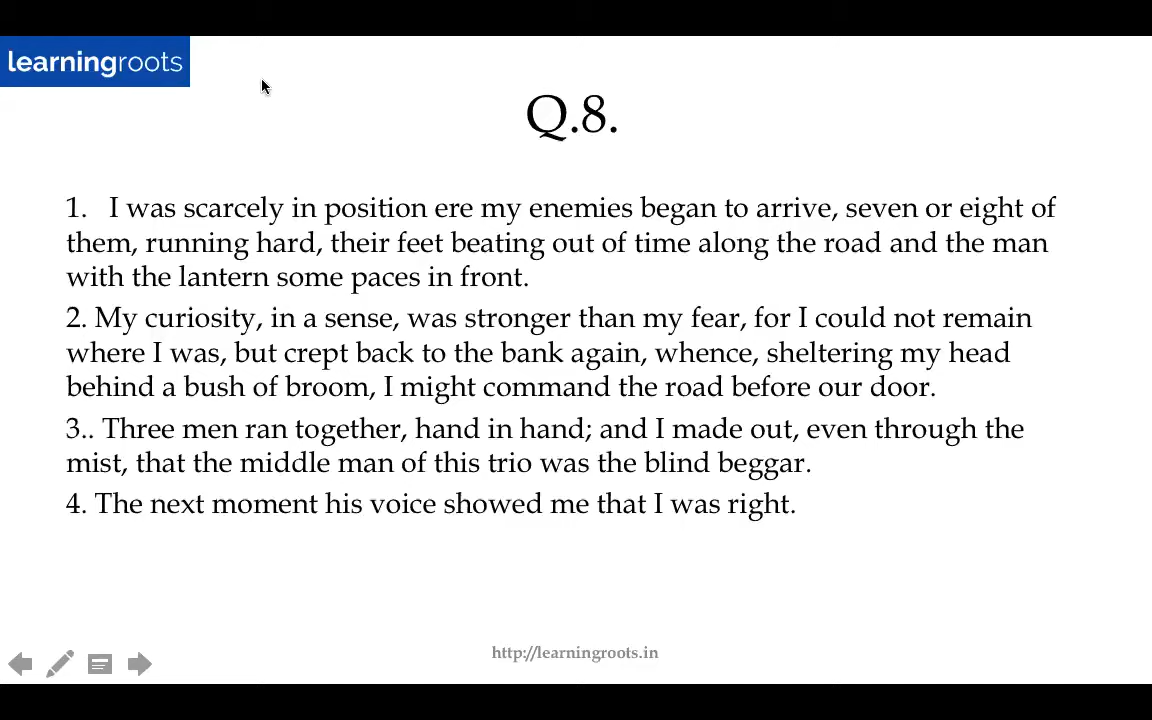 learningroots
Q.8.
1. I was scarcely in position ere my enemies began to arrive, seven or eight of
them, running hard, their feet beating out of time along the road and the man
with the lantern some paces in front.
2. My curiosity, in a sense, was stronger than my fear, for I could not remain
where I was, but crept back to the bank again, whence, sheltering my head
behind a bush of broom, I might command the road before our door.
3.. Three men ran together, hand in hand; and I made out, even through the
mist, that the middle man of this trio was the blind beggar.
4. The next moment his voice showed me that I was right.
http://learningroots.in